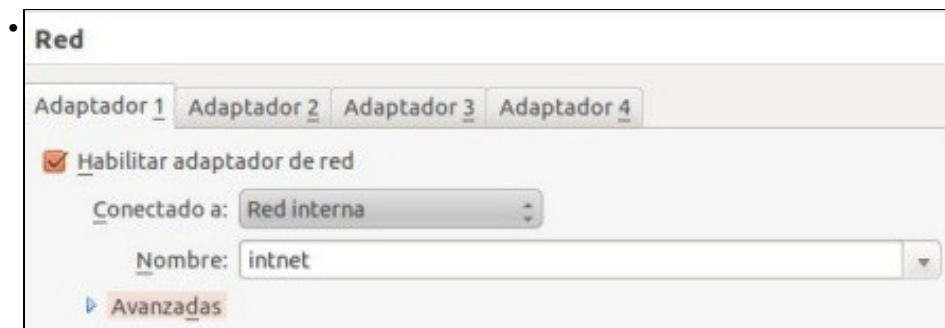 Red
Adaptador 1 Adaptador 2 Adaptador 3 Adaptador 4
Habilitar adaptador de red
Conectado a: Red interna
Nombre: intnet
Avanzadas